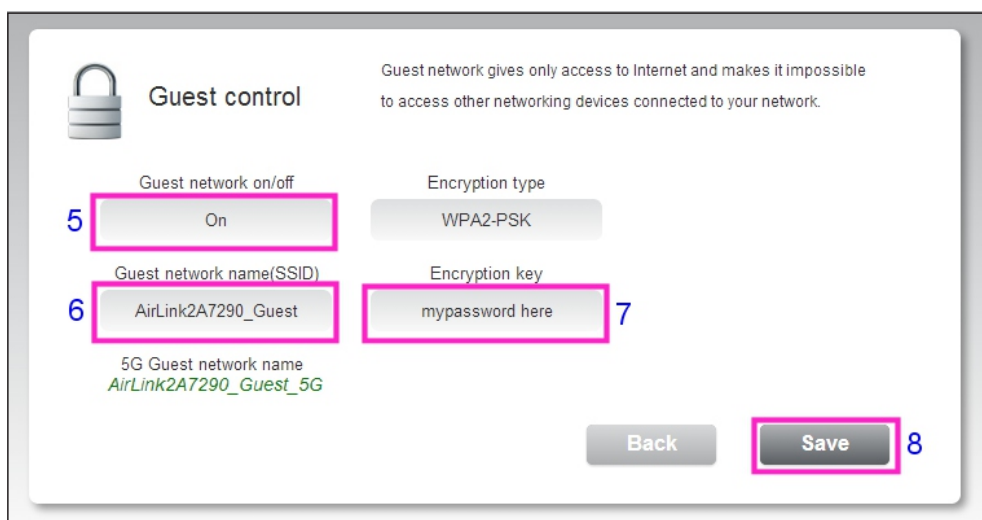 Guest control
Guest network gives only access to Internet and makes it impossible
to access other networking devices connected to your network.
Guest network on/off
Encryption type
5
On
WPA2-PSK
Guest network name(SSID)
Encryption key
6
AirLink2A7290_Guest
mypassword here
7
5G Guest network name
AirLink2A7290_Guest_5G
Back
Save
8